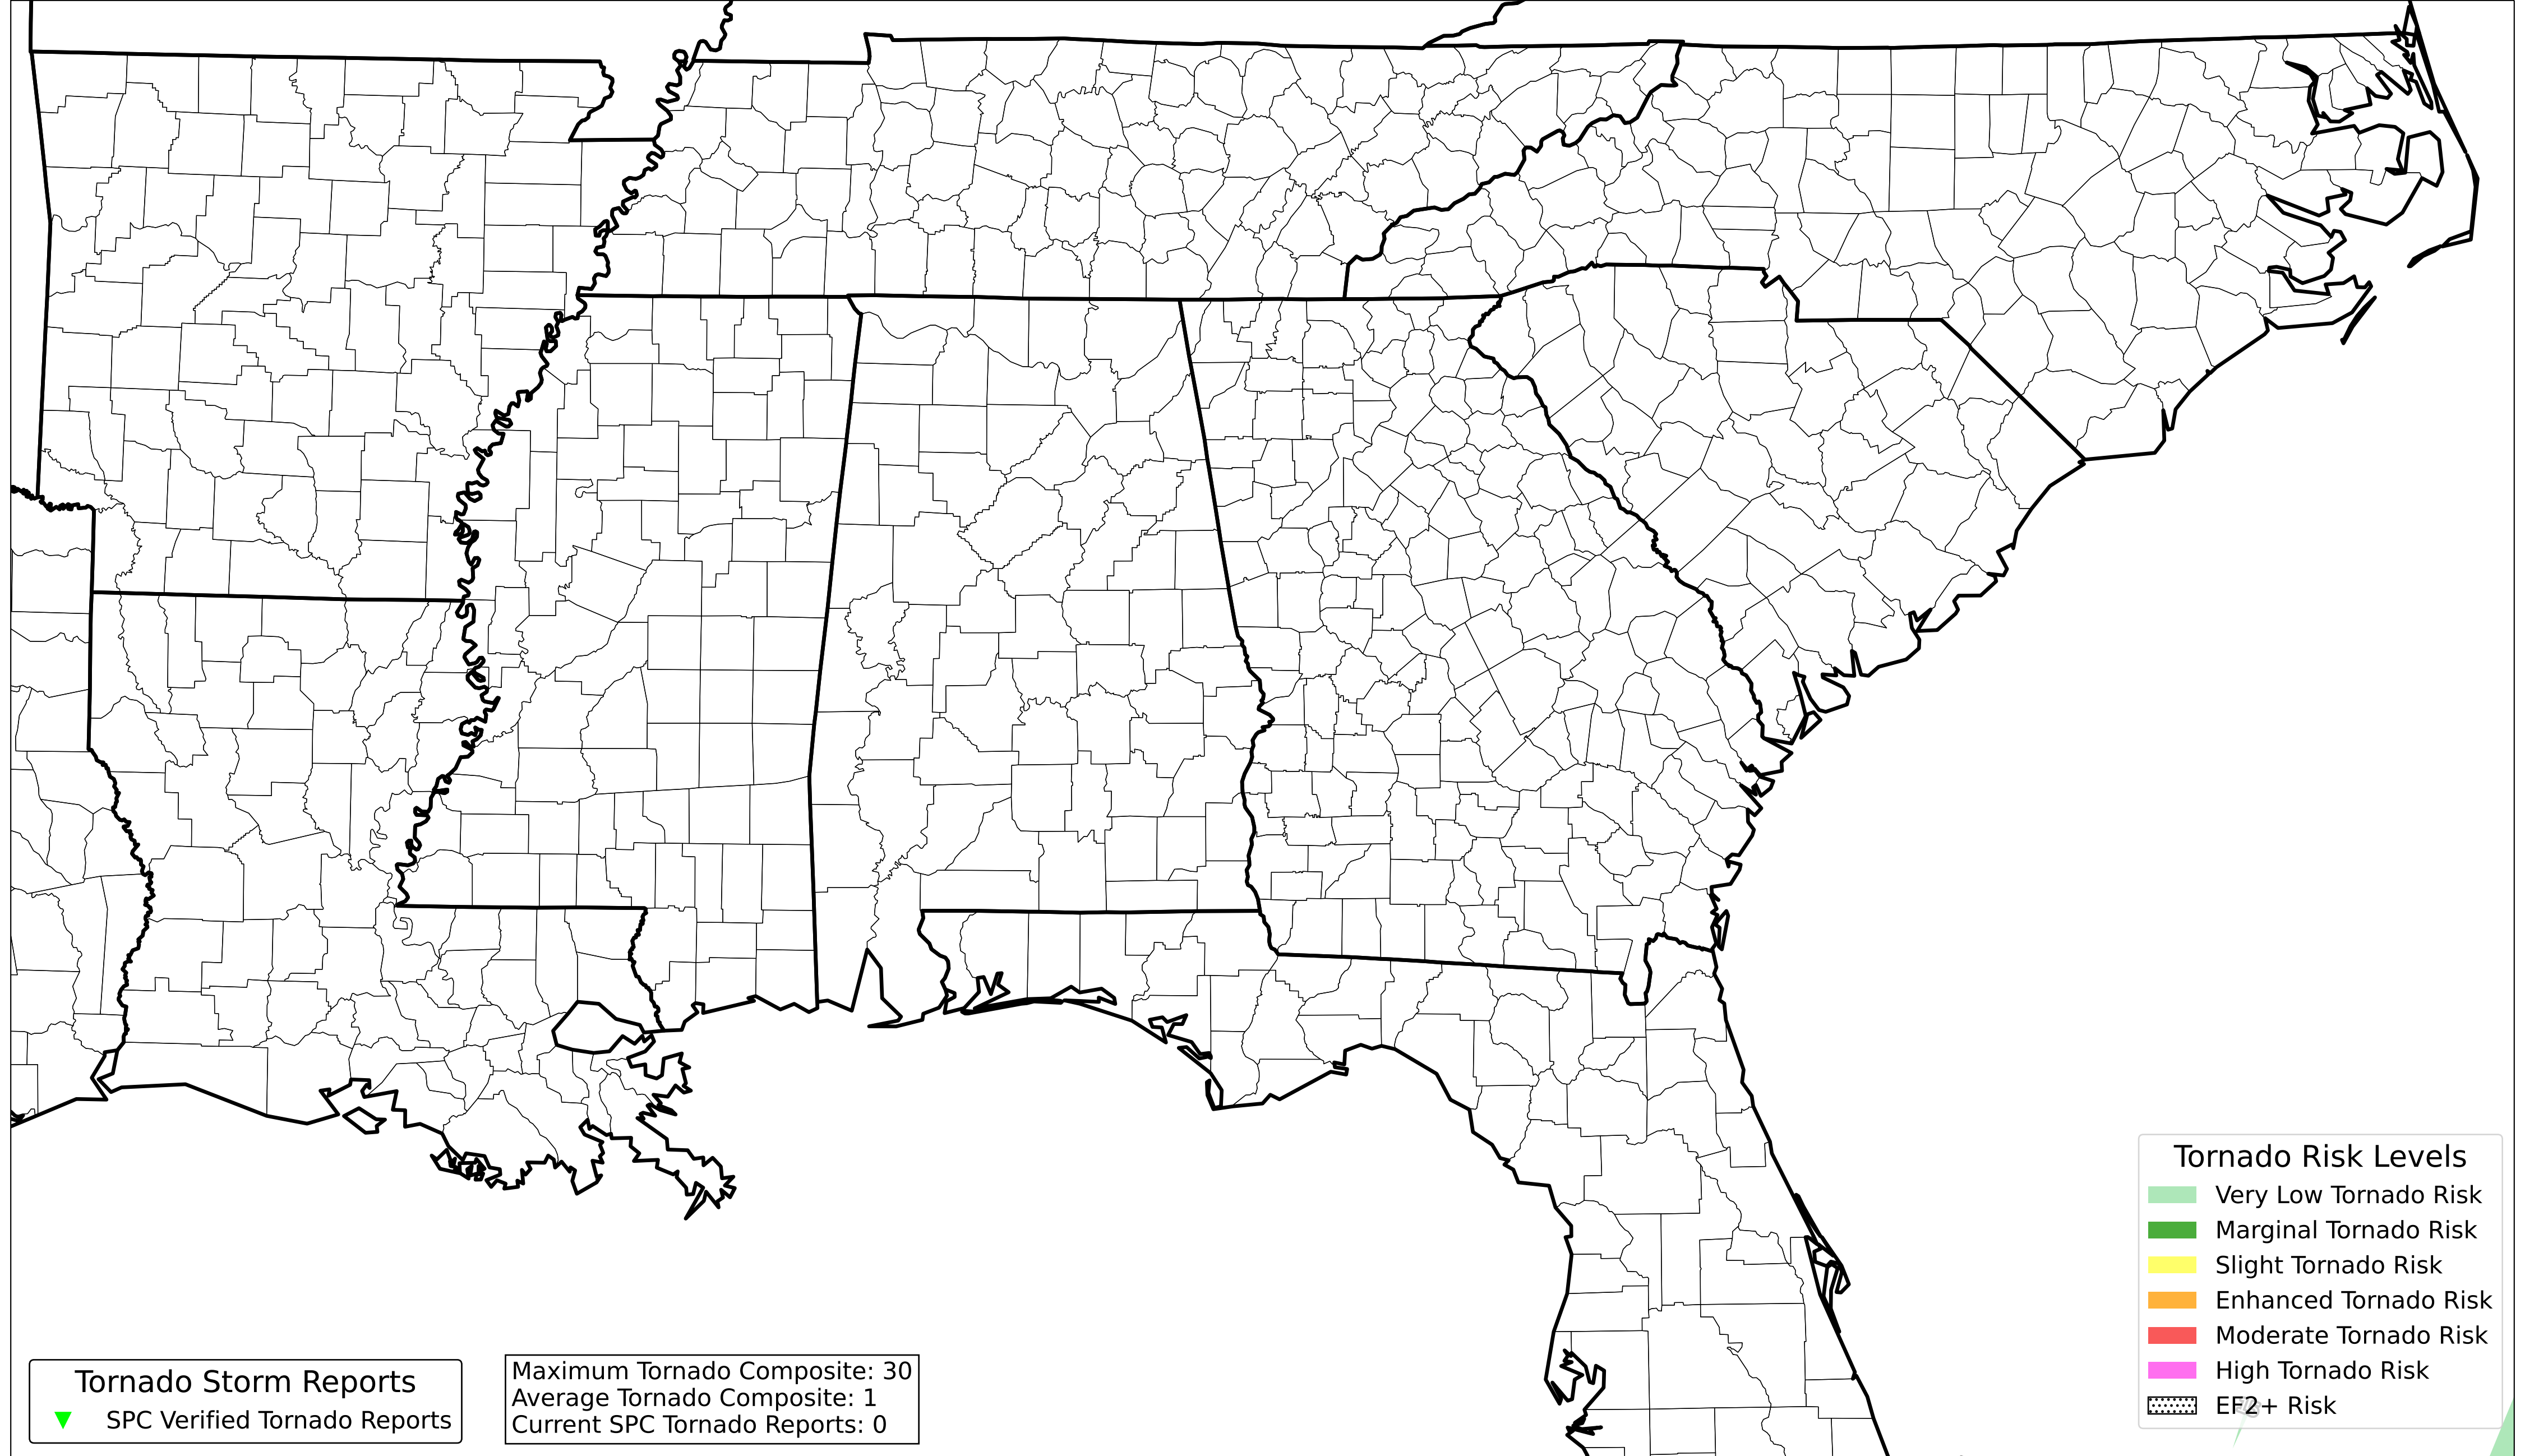 Tornado Risk Levels
Very Low Tornado Risk
Marginal Tornado Risk
Slight Tornado Risk
Enhanced Tornado Risk
Moderate Tornado Risk
High Tornado Risk
EF2+ Risk
Tornado Storm Reports
SPC Verified Tornado Reports
Maximum Tornado Composite: 30
Average Tornado Composite: 1
Current SPC Tornado Reports: 0